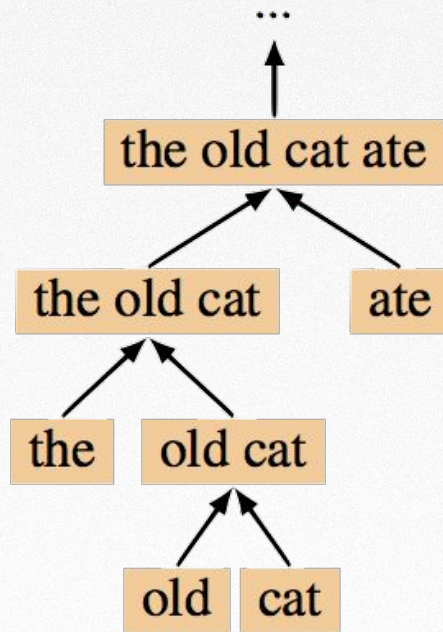 ...
the old cat ate
the old cat
ate
the
old cat
old
cat